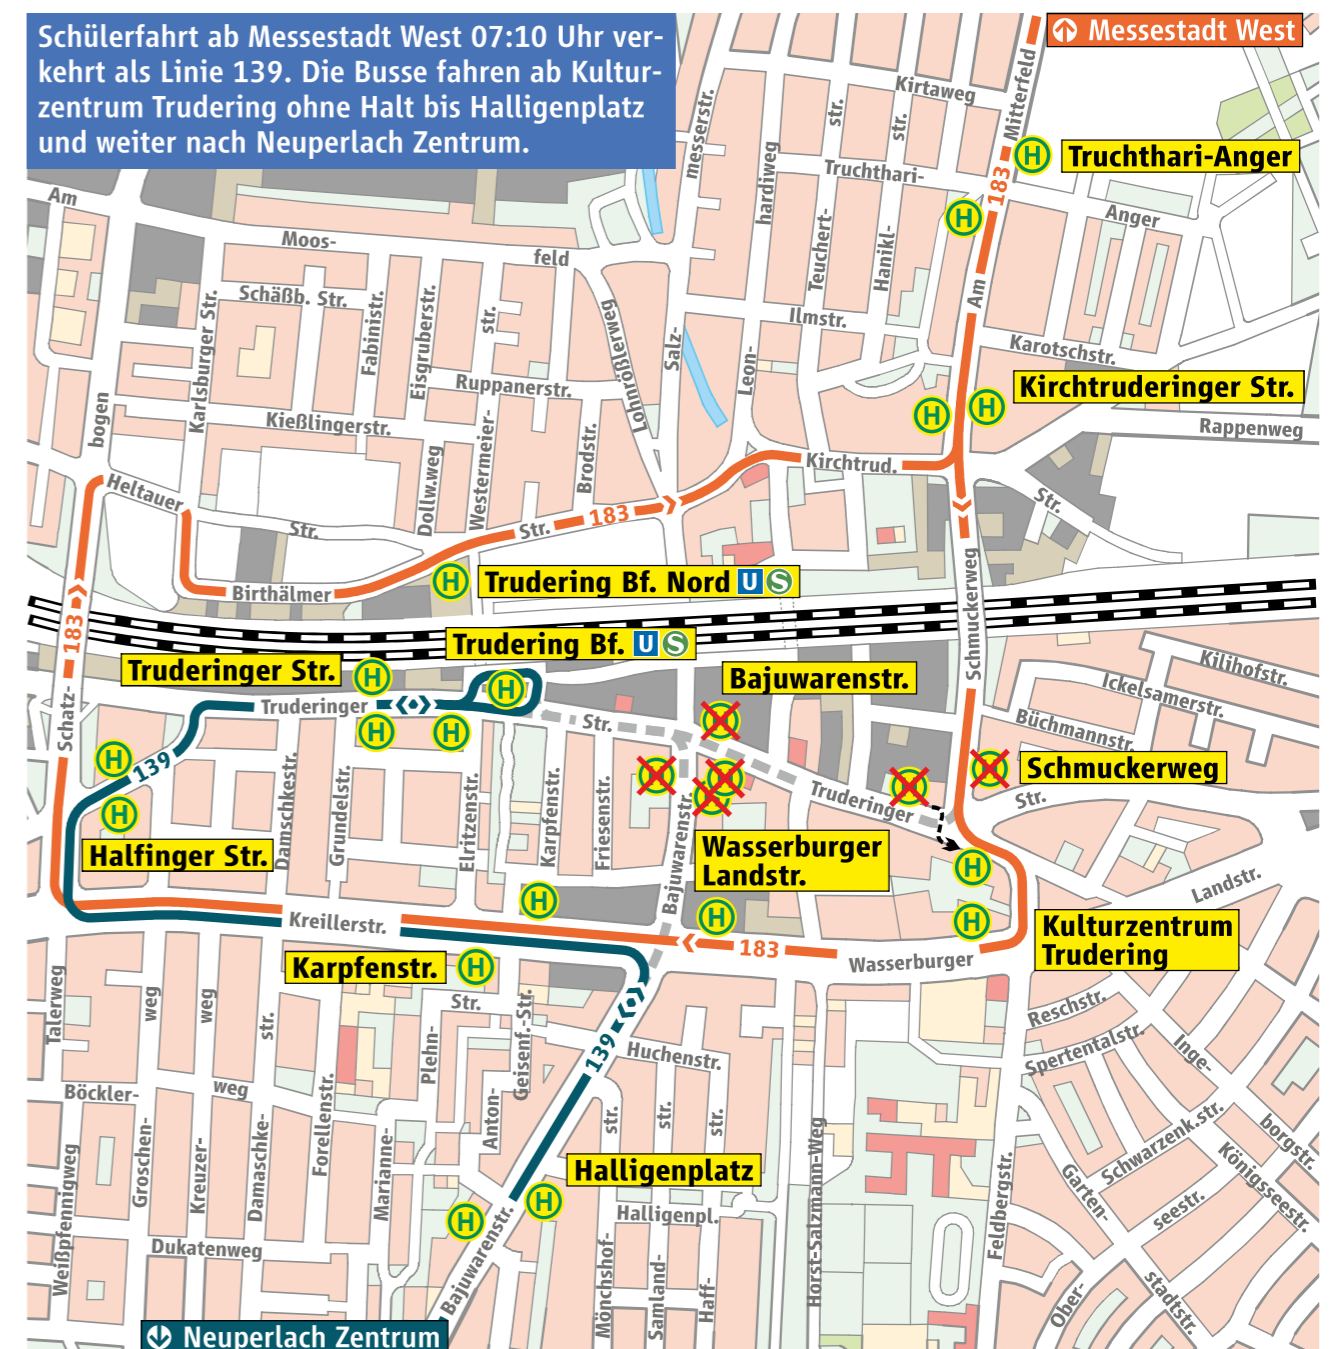 Schülerfahrt ab Messestadt West 07:10 Uhr ver-
kehrt als Linie 139. Die Busse fahren ab Kultur-
zentrum Trudering ohne Halt bis Halligenplatz
und weiter nach Neuperlach Zentrum.
Messestadt West
Kirtaweg
Mitterfeld
messerstr.
hardiweg
str.
str.
H
Truchthari-Anger
Truchthari-
183
Am
Anger
H
Moos-
feld
Teuchert-
Hanikl-
Am
Schäßb. Str.
Karlsburger Str.
Fabinistr.
Eisgruberstr.
str.
Lohnrößlerweg
Salz-
Leon-
Ilmstr.
Karotschstr.
Ruppanerstr.
Kirchtruderinger Str.
H
H
bogen
Kießlingerstr.
Rappenweg
Westermeier-
Brodstr.
Dollw.weg
Kirchtrud.
Heltauer
Str.
Str.
183
Str.
Birthälmer
H
Trudering Bf. Nord U S
Schmuckerweg
183
Trudering Bf. U S
Truderinger Str.
H
H
Bajuwarenstr.
Kilihofstr.
Ickelsamerstr.
Büchmannstr.
Schatz-
Truderinger
Str.
H
H
H
H
139
H
H
H
H
H
H
Schmuckerweg
Truderinger
Str.
H
Halfinger Str.
Damschkestr.
Grundelstr.
Elritzenstr.
Karpfenstr.
Friesenstr.
Bajuwarenstr.
Wasserburger
Landstr.
H
Landstr.
Bajuwarenstr.
H
H
H
Kreillerstr.
183
Wasserburger
Kulturzentrum
Trudering
Karpfenstr.
H
Talerweg
weg
weg
str.
Str.
Geisenf.-Str.
Plehn-
139
Huchenstr.
Reschstr.
Spertentalstr.
Inge-
borgstr.
Böckler-
weg
Forellenstr.
Anton-
str.
str.
str.
Schwarzenk.str.
Königsseestr.
Weißpfennigweg
Groschen-
Kreuzer-
Damaschke-
Marianne-
Halligenplatz
Horst-Salzmann-Weg
Feldbergstr.
Garten-
seestr.
H
H
Halligenpl.
Dukatenweg
Bajuwarenstr.
Mönchshof-
Samland-
Haff-
Ober-
stadtstr.
Neuperlach Zentrum